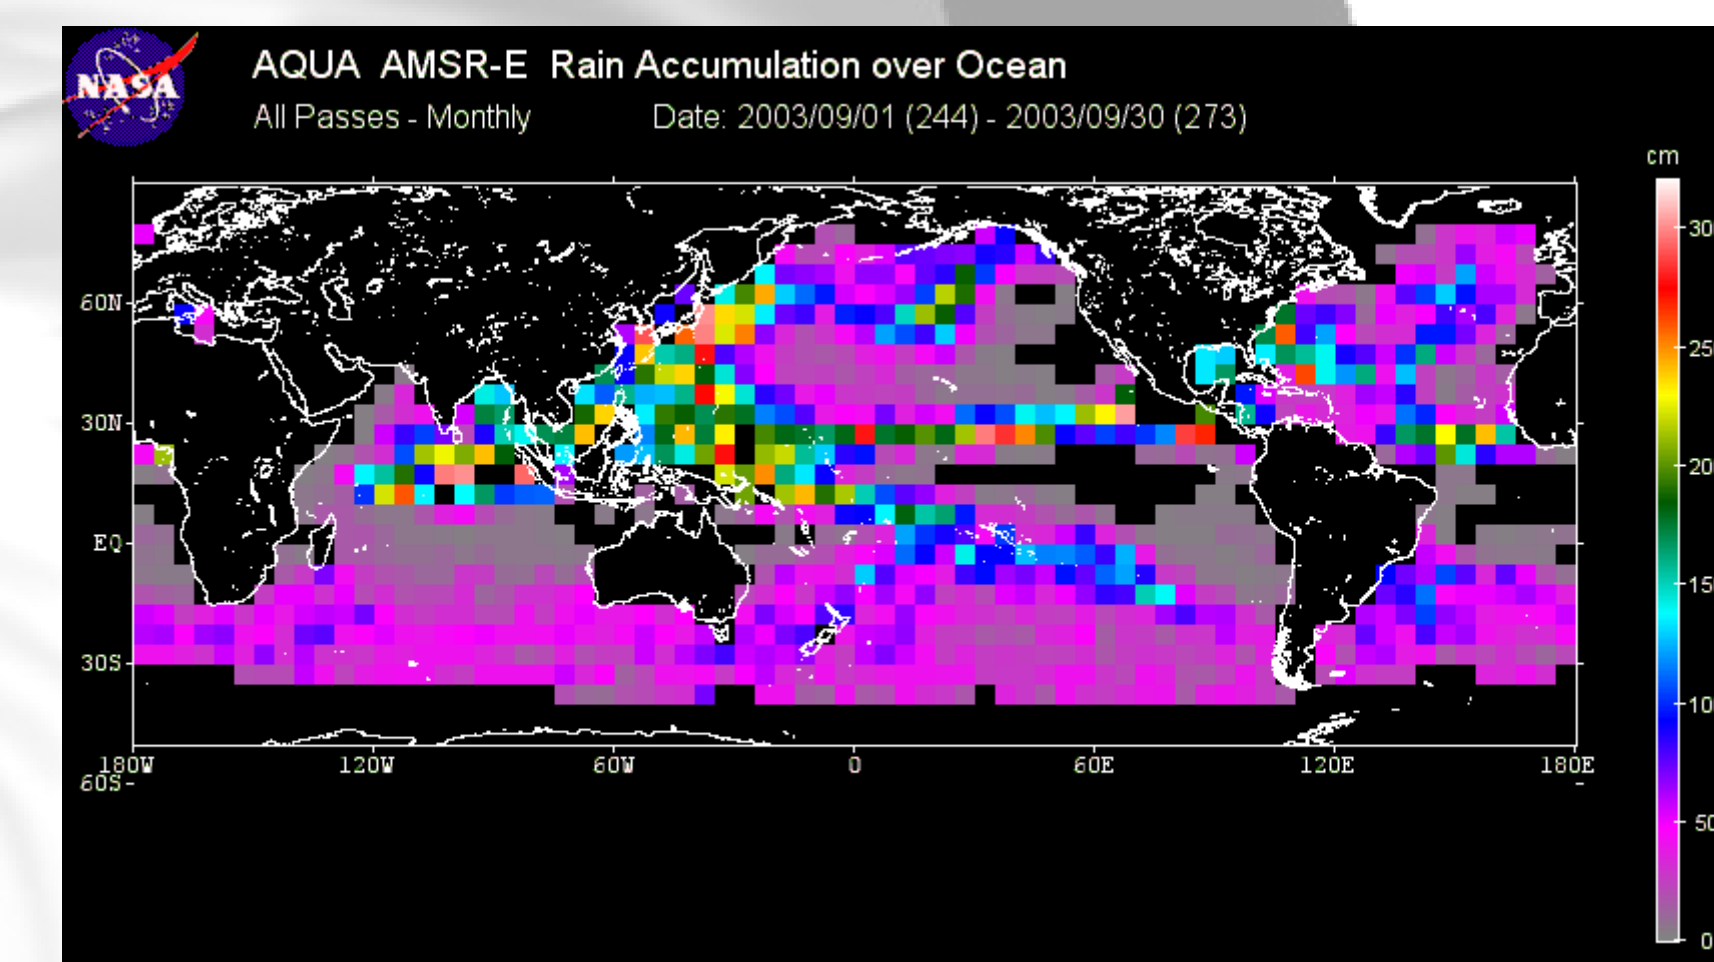 NASA
AQUA AMSR-E Rain Accumulation over Ocean
All Passes - Monthly Date: 2003/09/01 (244) - 2003/09/30 (273)
cm
30
60N
25
30N
20
EQ
15
30S
10
50
0
180W 120W 60W 0 60E 120E 180E
60S